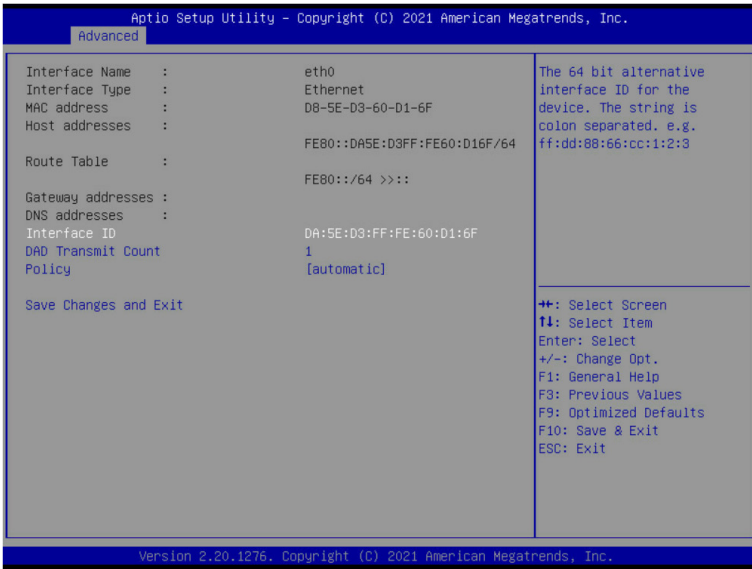 Aptio Setup Utility – Copyright (C) 2021 American Megatrends, Inc.
Advanced
Interface Name : eth0
Interface Type : Ethernet
MAC address : D8-5E-D3-60-D1-6F
Host addresses :
FE80::DA5E:D3FF:FE60:D16F/64
Route Table :
FE80::/64 >>::
Gateway addresses :
DNS addresses :
Interface ID DA:5E:D3:FF:FE:60:D1:6F
DAD Transmit Count 1
Policy [automatic]
Save Changes and Exit
The 64 bit alternative
interface ID for the
device. The string is
colon separated. e.g.
ff:dd:88:66:cc:1:2:3
→←: Select Screen
↑↓: Select Item
Enter: Select
+/-: Change Opt.
F1: General Help
F3: Previous Values
F9: Optimized Defaults
F10: Save & Exit
ESC: Exit
Version 2.20.1276. Copyright (C) 2021 American Megatrends, Inc.